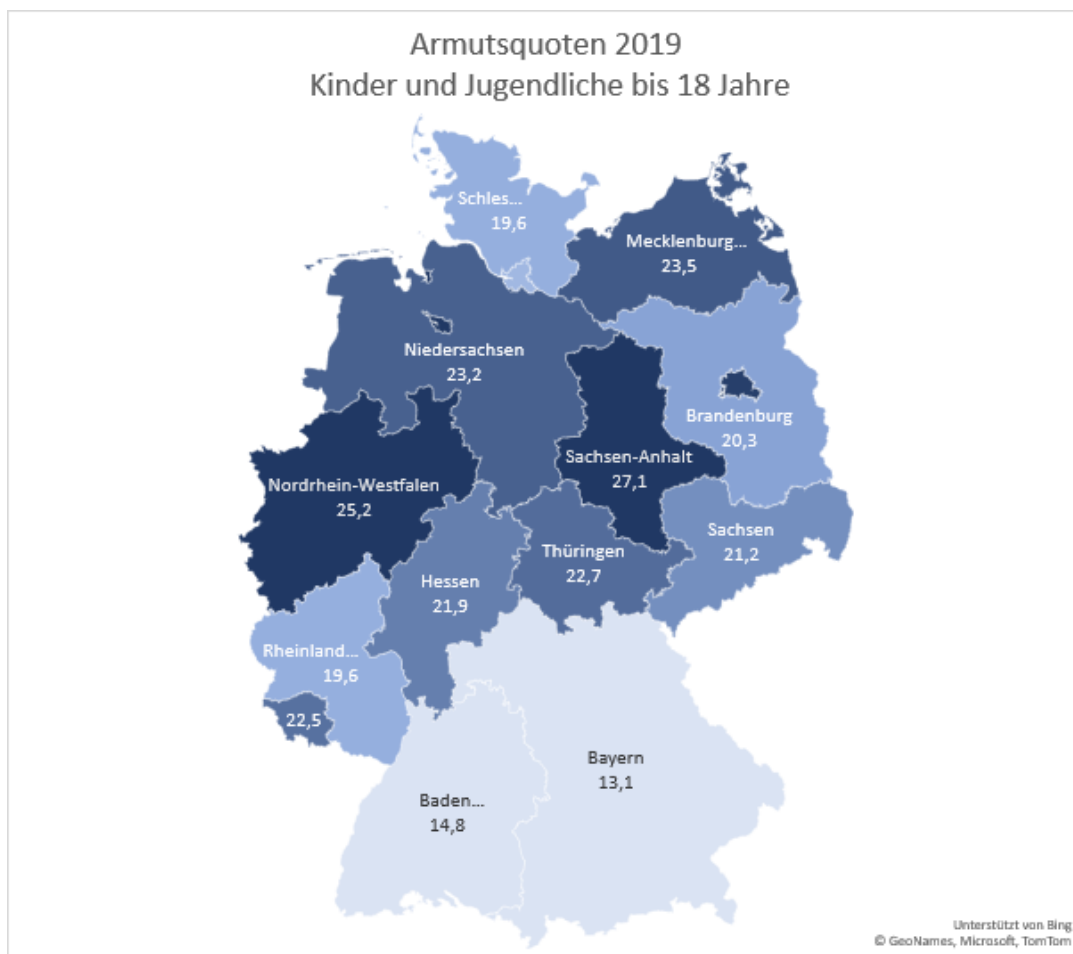 Armutsquoten 2019
Kinder und Jugendliche bis 18 Jahre
Schles...
19,6
Mecklenburg...
23,5
Niedersachsen
23,2
Brandenburg
20,3
Sachsen-Anhalt
27,1
Nordrhein-Westfalen
25,2
Sachsen
21,2
Thüringen
22,7
Hessen
21,9
Rheinland...
19,6
22,5
Bayern
13,1
Baden...
14,8
Unterstützt von Bing
© GeoNames, Microsoft, TomTom